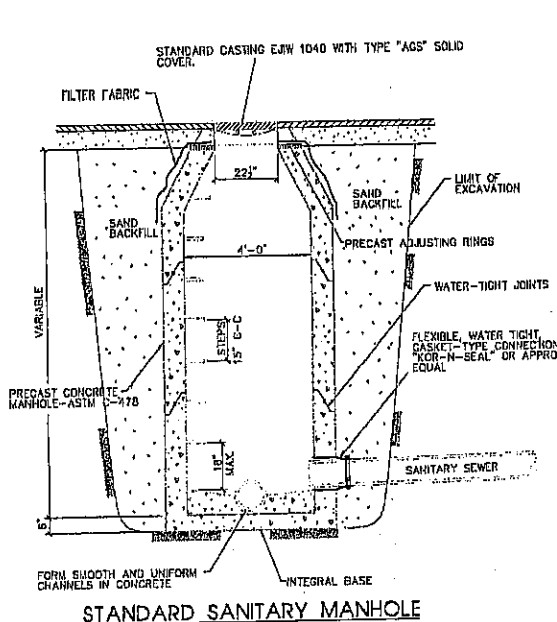 STANDARD CASTING EJIW 1040 WITH TYPE "AGS" SOLID
COVER.
FILTER FABRIC
22½"
LIMIT OF
EXCAVATION
SAND
BACKFILL
SAND
BACKFILL
PRECAST ADJUSTING RINGS
4'-0"
VARIABLE
WATER-TIGHT JOINTS
STEPS
15" C-C
FLEXIBLE, WATER TIGHT,
GASKET-TYPE CONNECTION
"KOR-N-SEAL" OR APPRO
EQUAL
PRECAST CONCRETE
MANHOLE-ASTM C-478
18"
MAX.
SANITARY SEWER
FORM SMOOTH AND UNIFORM
CHANNELS IN CONCRETE
INTEGRAL BASE
STANDARD SANITARY MANHOLE